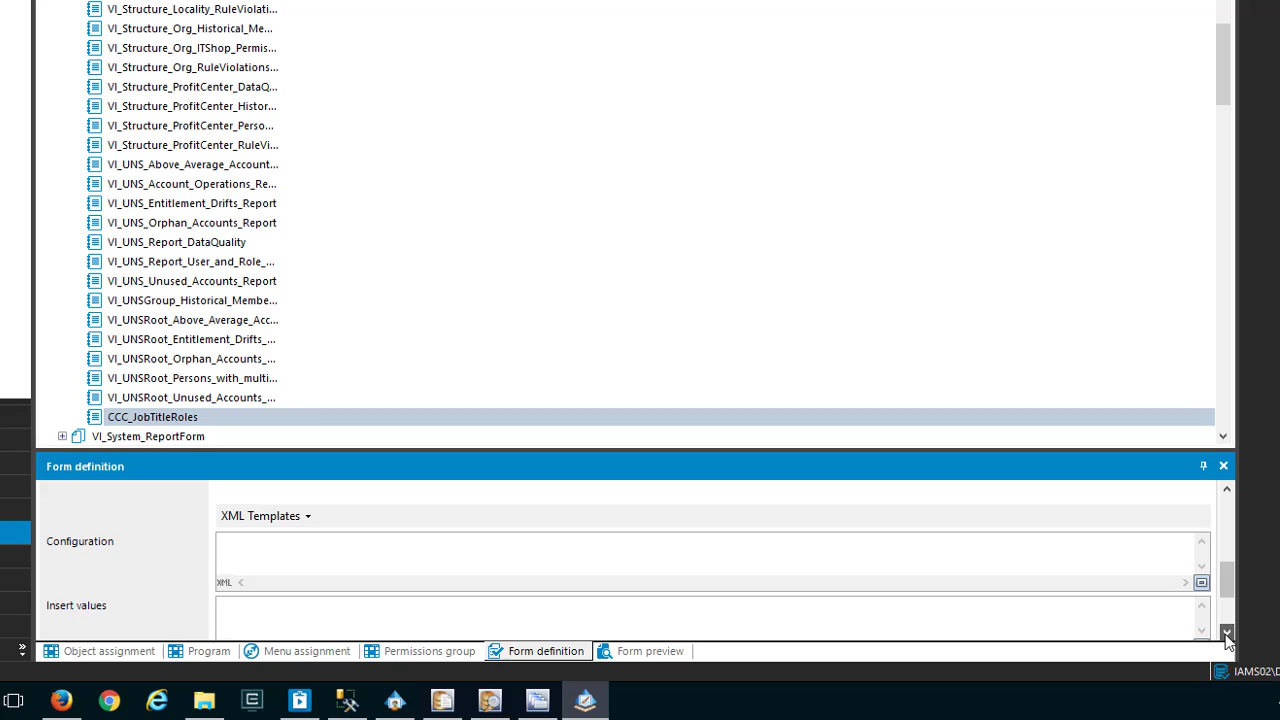 VI_Structure_Locality_RuleViolati...
VI_Structure_Org_Historical_Me...
VI_Structure_Org_ITShop_Permis...
VI_Structure_Org_RuleViolations...
VI_Structure_ProfitCenter_DataQ...
VI_Structure_ProfitCenter_Histor...
VI_Structure_ProfitCenter_Perso...
VI_Structure_ProfitCenter_RuleVi...
VI_UNS_Above_Average_Account...
VI_UNS_Account_Operations_Re...
VI_UNS_Entitlement_Drifts_Report
VI_UNS_Orphan_Accounts_Report
VI_UNS_Report_DataQuality
VI_UNS_Report_User_and_Role_...
VI_UNS_Unused_Accounts_Report
VI_UNSGroup_Historical_Membe...
VI_UNSRoot_Above_Average_Acc...
VI_UNSRoot_Entitlement_Drifts_...
VI_UNSRoot_Orphan_Accounts_...
VI_UNSRoot_Persons_with_multi...
VI_UNSRoot_Unused_Accounts_...
CCC_JobTitleRoles
VI_System_ReportForm
Form definition
XML Templates
Configuration
XML
Insert values
Object assignment Program Menu assignment Permissions group Form definition Form preview
IAMS02\D